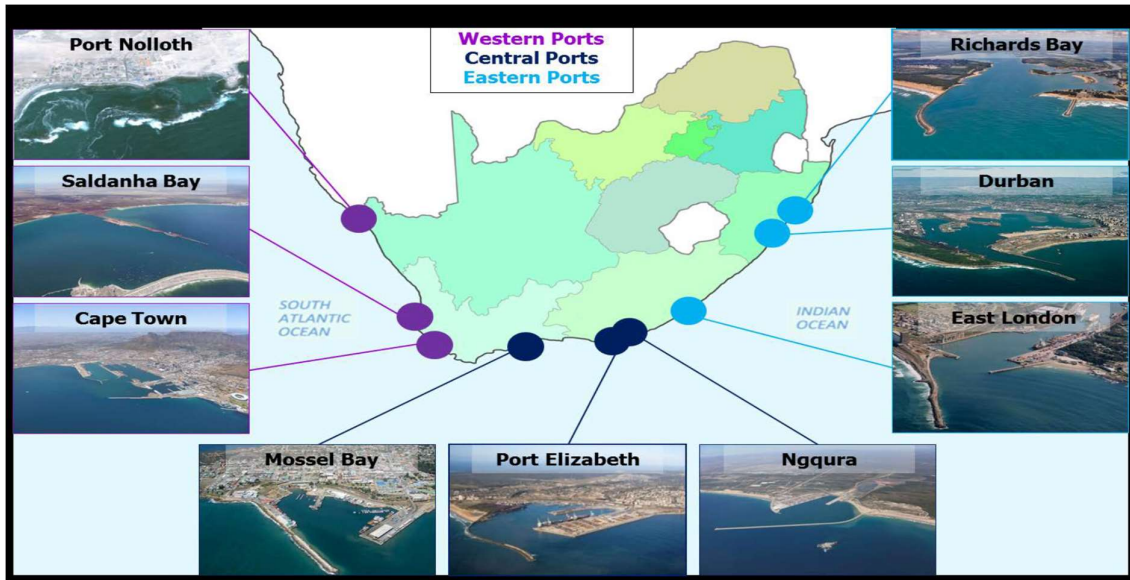 Western Ports
Central Ports
Eastern Ports
Port Nolloth
Saldanha Bay
Cape Town
SOUTH
ATLANTIC
OCEAN
INDIAN
OCEAN
Richards Bay
Durban
East London
Mossel Bay
Port Elizabeth
Ngqura